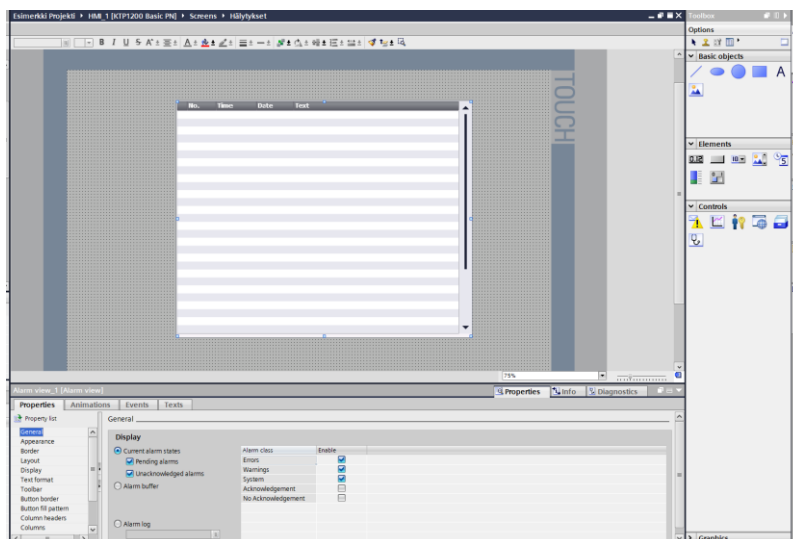 Esimerkki Projekti ▸ HMI_1 [KTP1200 Basic PN] ▸ Screens ▸ Hälytykset
Toolbox
Options
B I U S A
Basic objects
A
TOUCH
No. Time Date Text
Elements
Controls
75%
Alarm view_1 [Alarm view]
Properties Info Diagnostics
Properties Animations Events Texts
Property list
General
General
Appearance
Border
Layout
Display
Text format
Toolbar
Button border
Button fill pattern
Column headers
Columns
Display
Current alarm states
Pending alarms
Unacknowledged alarms
Alarm buffer
Alarm log
Alarm class Enable
Errors
Warnings
System
Acknowledgement
No Acknowledgement
Graphics